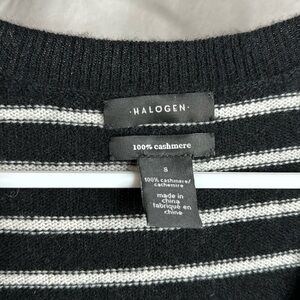 ·HALOGEN·
100% cashmere
S
100% cashmere/
cachemire
made in
china
fabriqué en
chine